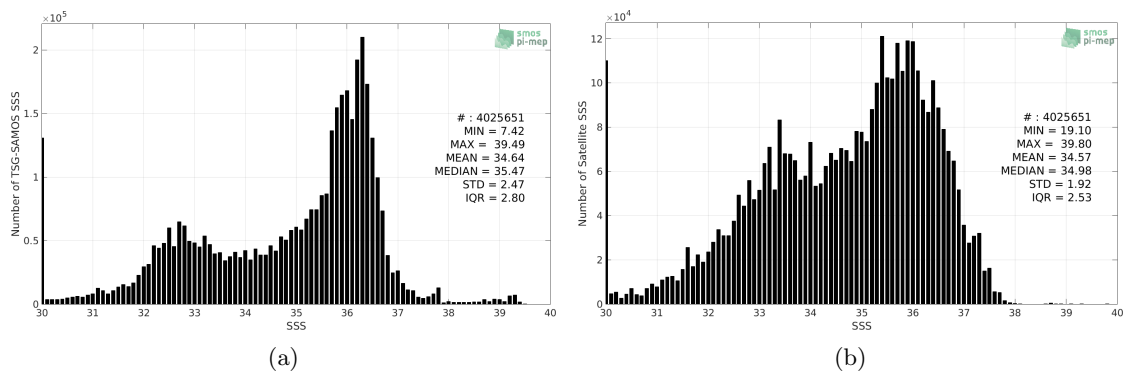 ×10⁵
smos
pi-mep
Number of TSG-SAMOS SSS
2
1.5
1
0.5
0
# : 4025651
MIN = 7.42
MAX = 39.49
MEAN = 34.64
MEDIAN = 35.47
STD = 2.47
IQR = 2.80
30 31 32 33 34 35 36 37 38 39 40
SSS
(a)
×10⁴
smos
pi-mep
Number of Satellite SSS
12
10
8
6
4
2
0
# : 4025651
MIN = 19.10
MAX = 39.80
MEAN = 34.57
MEDIAN = 34.98
STD = 1.92
IQR = 2.53
30 31 32 33 34 35 36 37 38 39 40
SSS
(b)